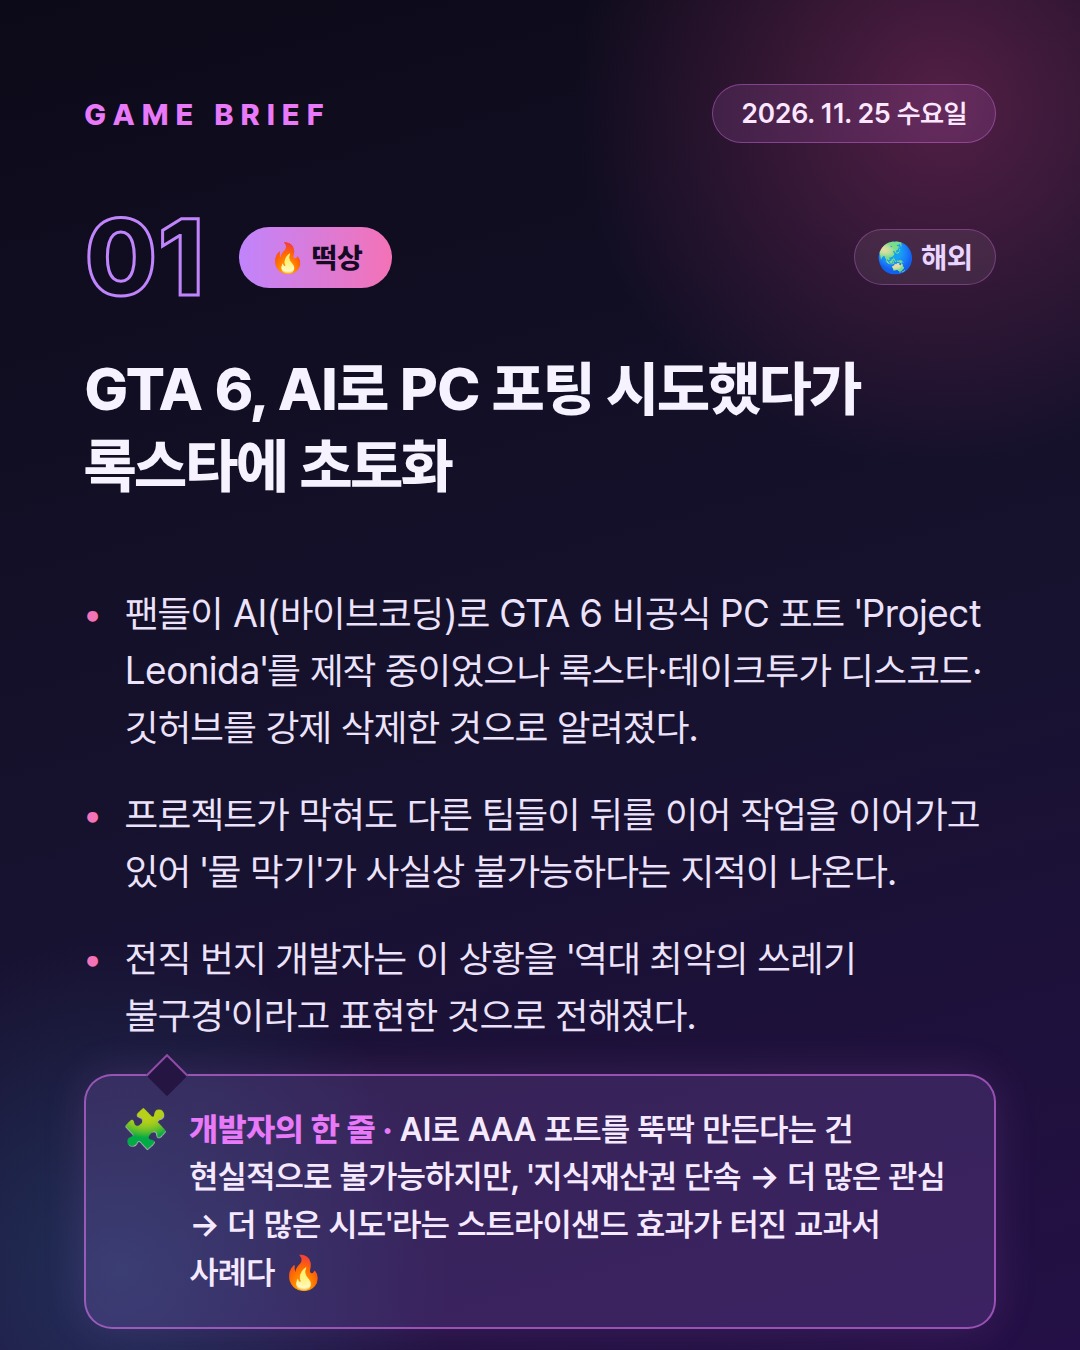 GAME BRIEF
2026. 11. 25 수요일
01
🔥 떡상
🌏 해외
GTA 6, AI로 PC 포팅 시도했다가
록스타에 초토화
• 팬들이 AI(바이브코딩)로 GTA 6 비공식 PC 포트 'Project
Leonida'를 제작 중이었으나 록스타·테이크투가 디스코드·
깃허브를 강제 삭제한 것으로 알려졌다.
• 프로젝트가 막혀도 다른 팀들이 뒤를 이어 작업을 이어가고
있어 '물 막기'가 사실상 불가능하다는 지적이 나온다.
• 전직 번지 개발자는 이 상황을 '역대 최악의 쓰레기
불구경'이라고 표현한 것으로 전해졌다.
🧩 개발자의 한 줄 · AI로 AAA 포트를 뚝딱 만든다는 건
현실적으로 불가능하지만, '지식재산권 단속 → 더 많은 관심
→ 더 많은 시도'라는 스트라이샌드 효과가 터진 교과서
사례다 🔥